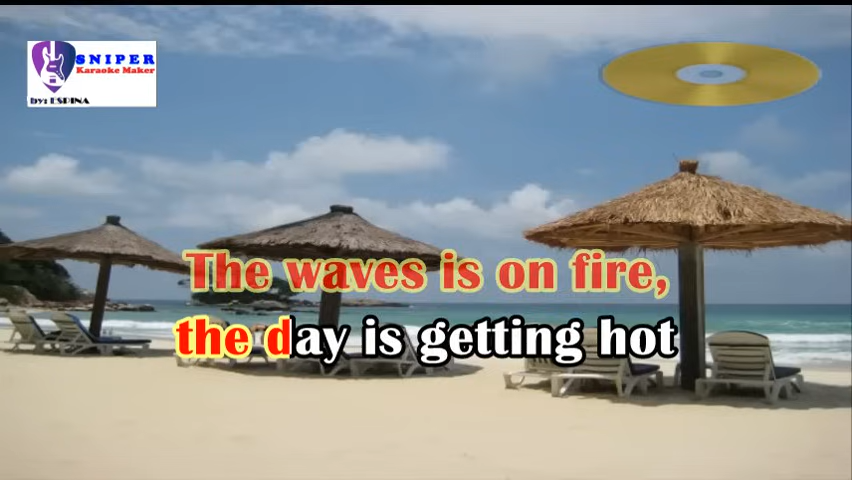 SNIPER
Karaoke Maker
by: ESPINA
The waves is on fire,
the day is getting hot